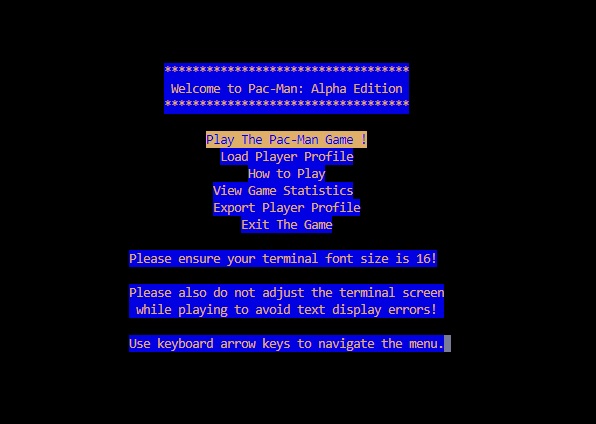 ***********************************
Welcome to Pac-Man: Alpha Edition
***********************************
Play The Pac-Man Game !
Load Player Profile
How to Play
View Game Statistics
Export Player Profile
Exit The Game
Please ensure your terminal font size is 16!
Please also do not adjust the terminal screen
while playing to avoid text display errors!
Use keyboard arrow keys to navigate the menu.